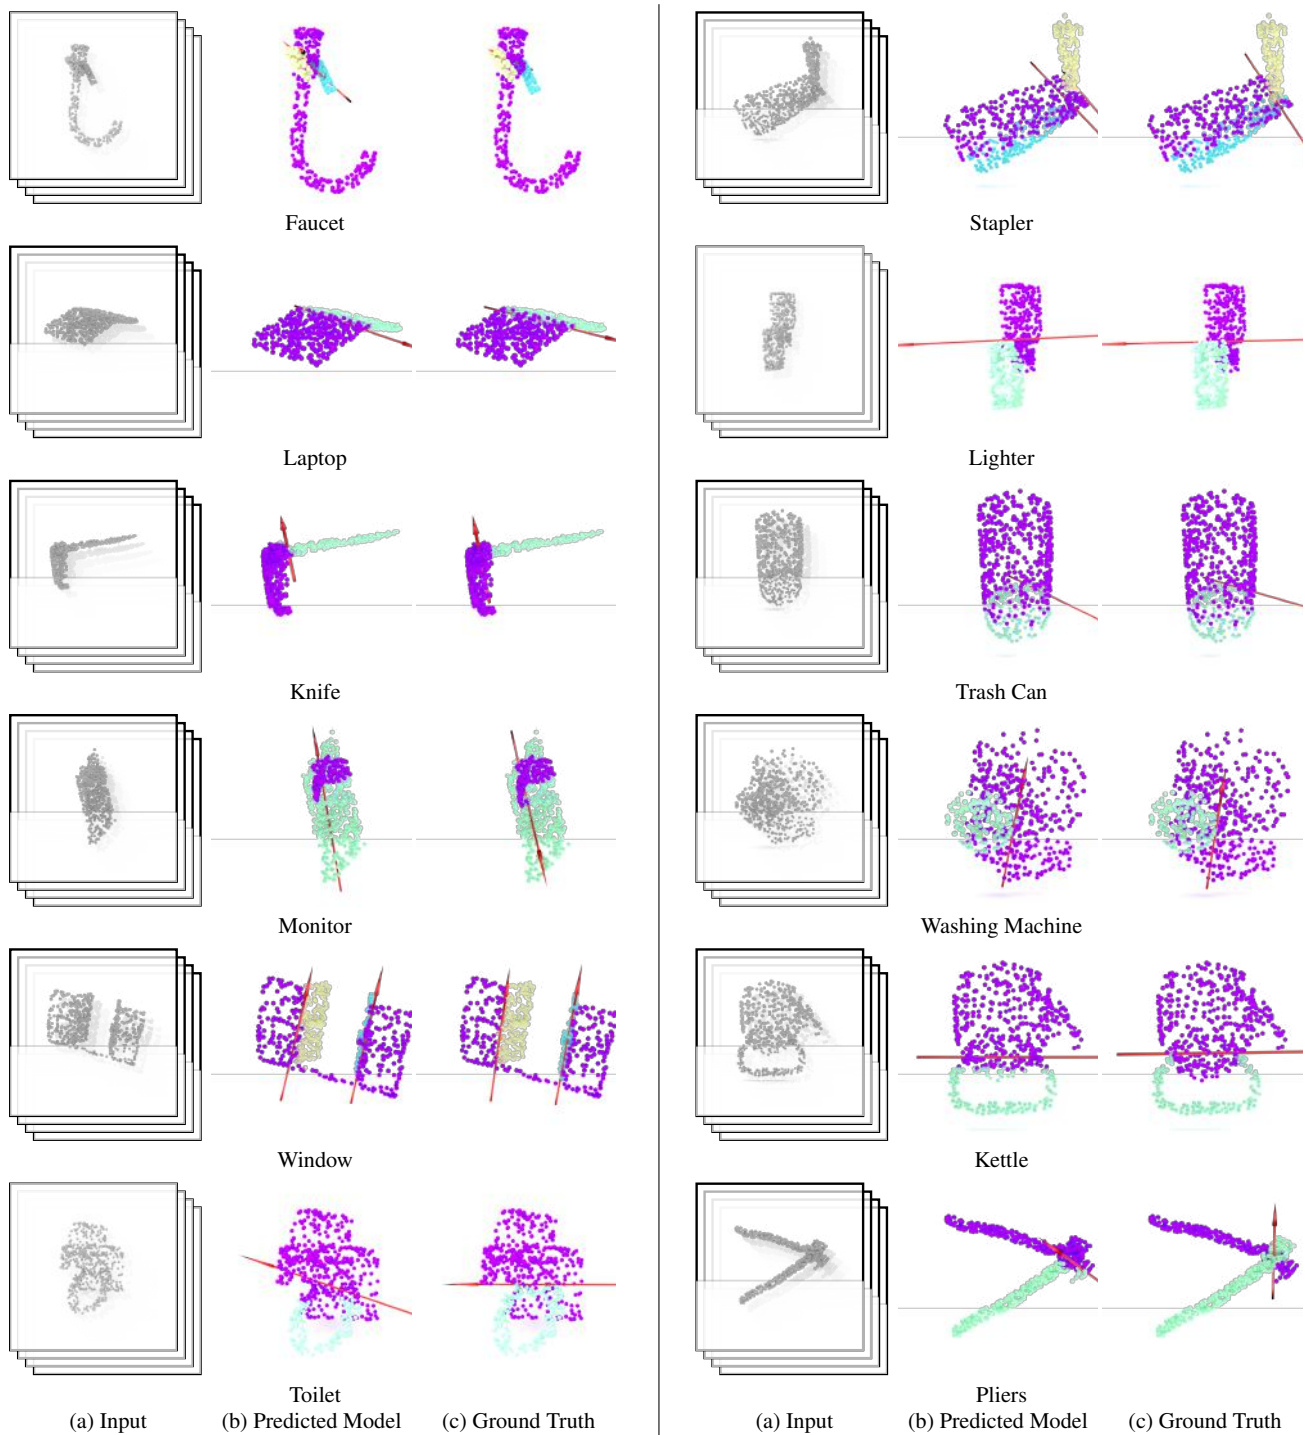 Faucet
Stapler
Laptop
Lighter
Knife
Trash Can
Monitor
Washing Machine
Window
Kettle
Toilet
Pliers
(a) Input
(b) Predicted Model
(c) Ground Truth
(a) Input
(b) Predicted Model
(c) Ground Truth